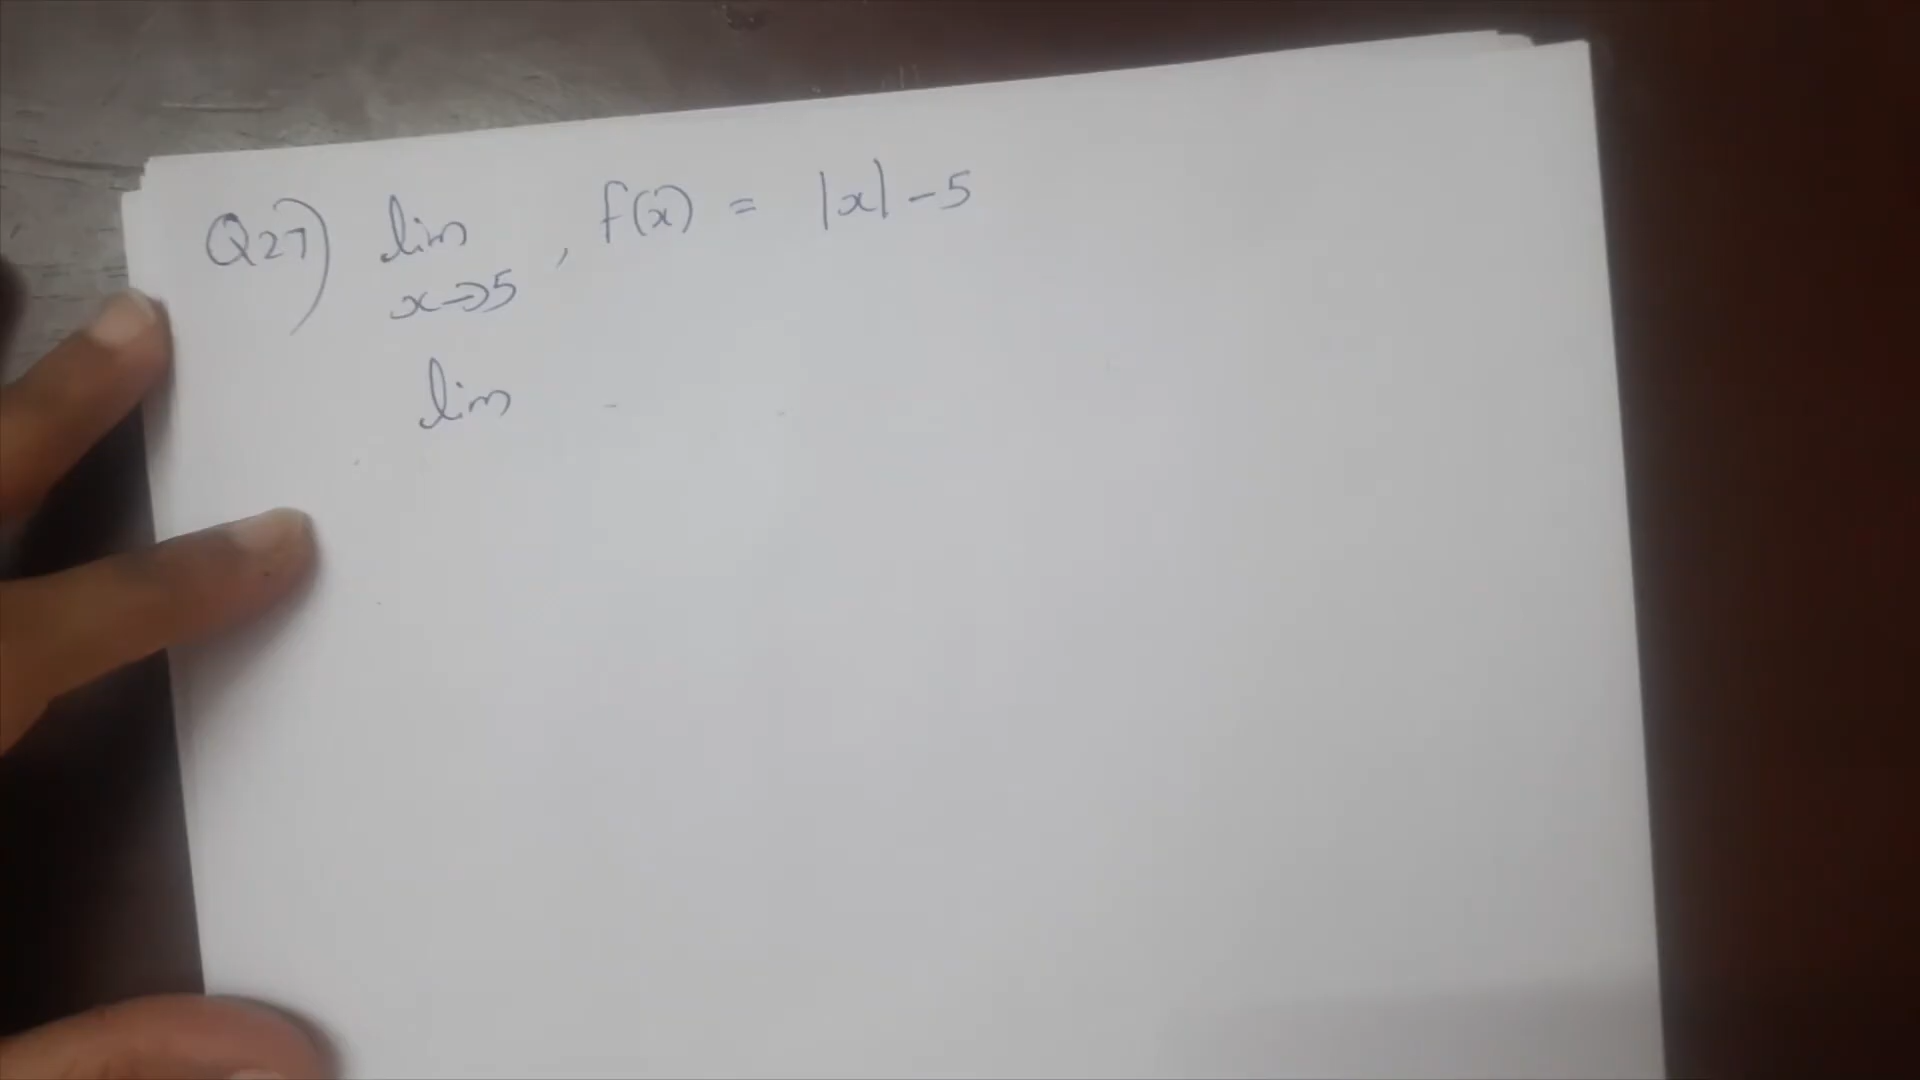 Q27) lim , f(x) = |x| - 5
x→5
lim